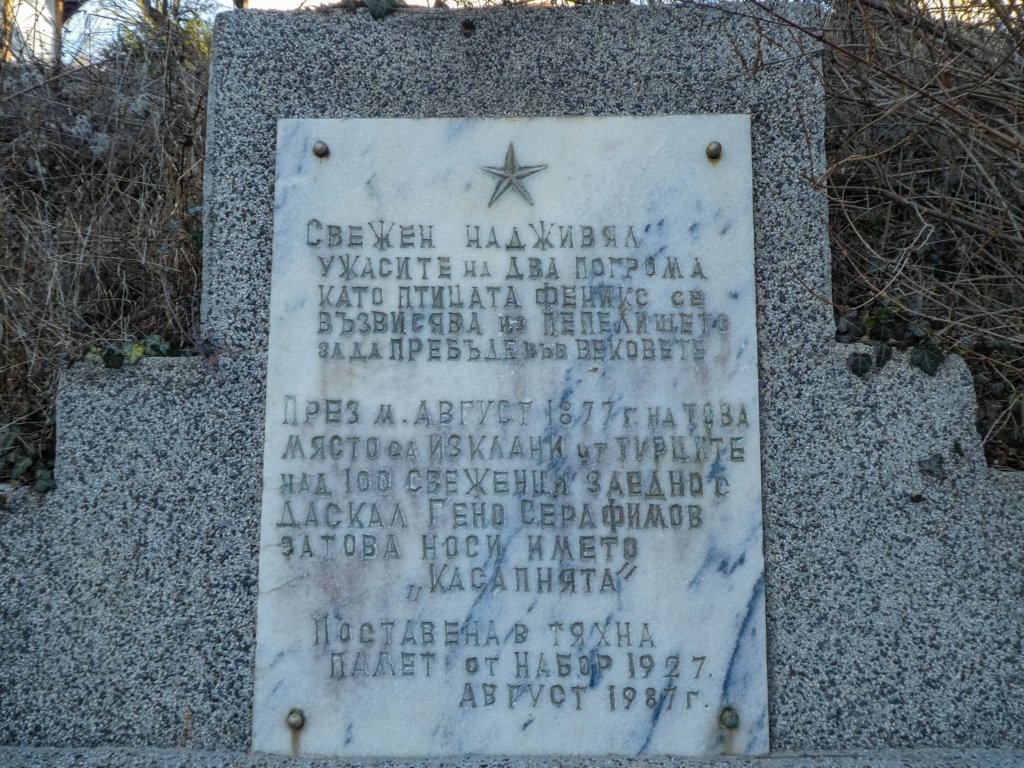 Свежен надживял
ужасите на два погрома
като птицата феникс се
възвисява из пепелището
за да пребъде във вековете
През м. август 1877 г. на това
място са изклани от турците
над 100 свеженци заедно с
даскал Гено Серафимов
затова носи името
„Касапнята”
Поставена в тяхна
памет от Набор 1927.
август 1987 г.